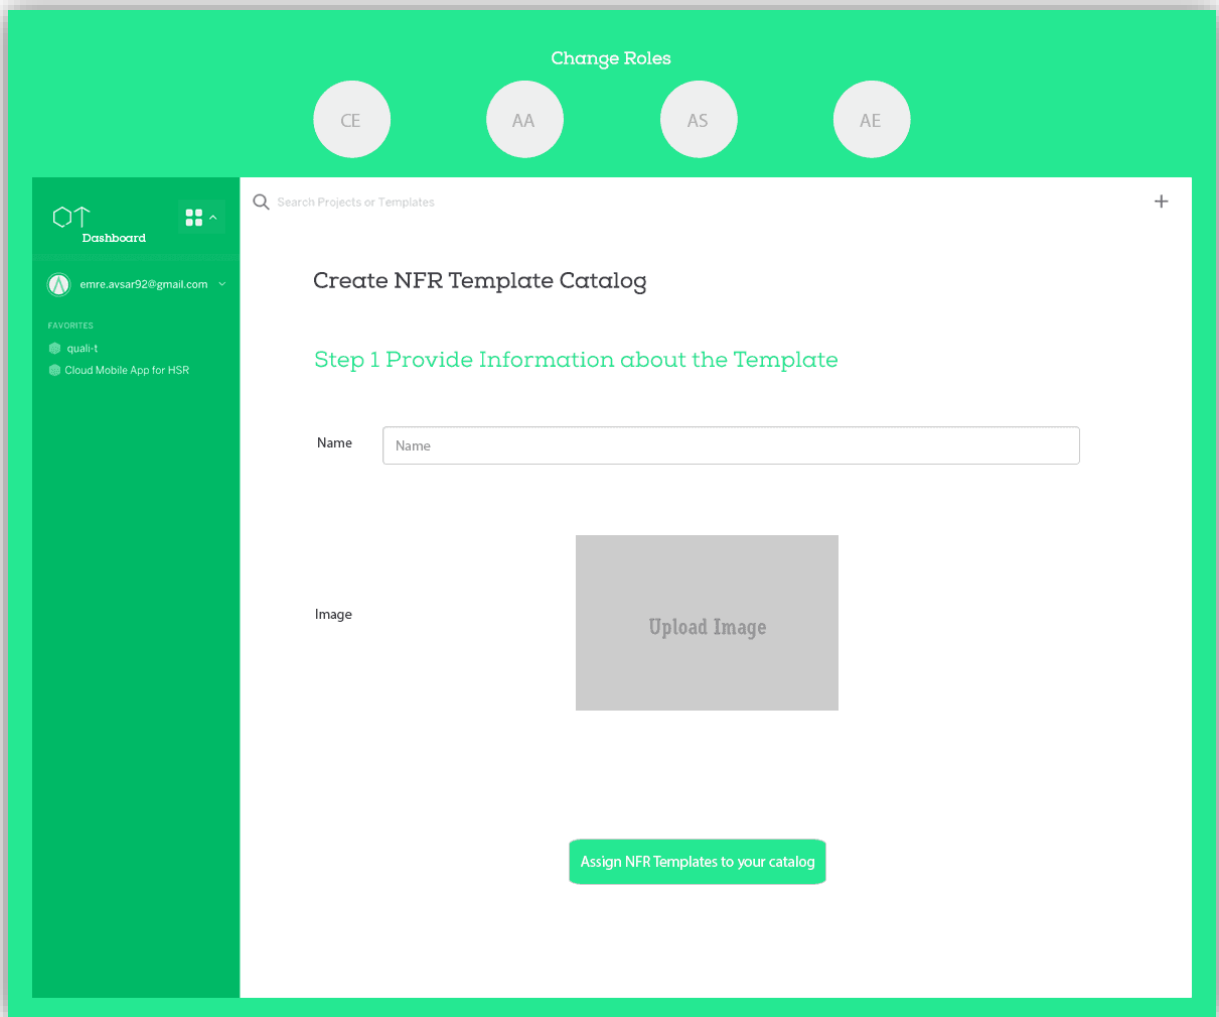 Change Roles
CE
AA
AS
AE
Dashboard
Search Projects or Templates
emre.avsar92@gmail.com
FAVORITES
quali-t
Cloud Mobile App for HSR
Create NFR Template Catalog
Step 1 Provide Information about the Template
Name
Name
Image
Upload Image
Assign NFR Templates to your catalog